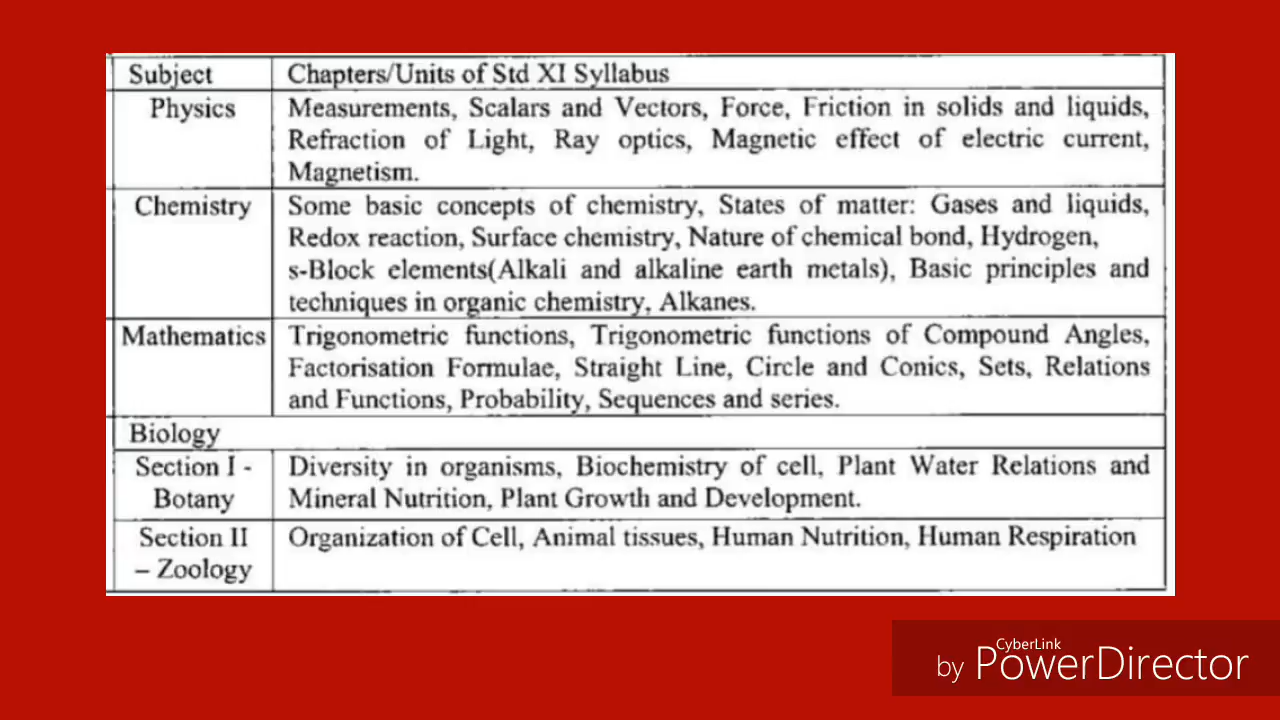 Subject Chapters/Units of Std XI Syllabus
Physics Measurements, Scalars and Vectors, Force, Friction in solids and liquids,
Refraction of Light, Ray optics, Magnetic effect of electric current,
Magnetism.
Chemistry Some basic concepts of chemistry, States of matter: Gases and liquids,
Redox reaction, Surface chemistry, Nature of chemical bond, Hydrogen,
s-Block elements(Alkali and alkaline earth metals), Basic principles and
techniques in organic chemistry, Alkanes.
Mathematics Trigonometric functions, Trigonometric functions of Compound Angles,
Factorisation Formulae, Straight Line, Circle and Conics, Sets, Relations
and Functions, Probability, Sequences and series.
Biology
Section I - Diversity in organisms, Biochemistry of cell, Plant Water Relations and
Botany Mineral Nutrition, Plant Growth and Development.
Section II Organization of Cell, Animal tissues, Human Nutrition, Human Respiration
– Zoology
CyberLink
by PowerDirector